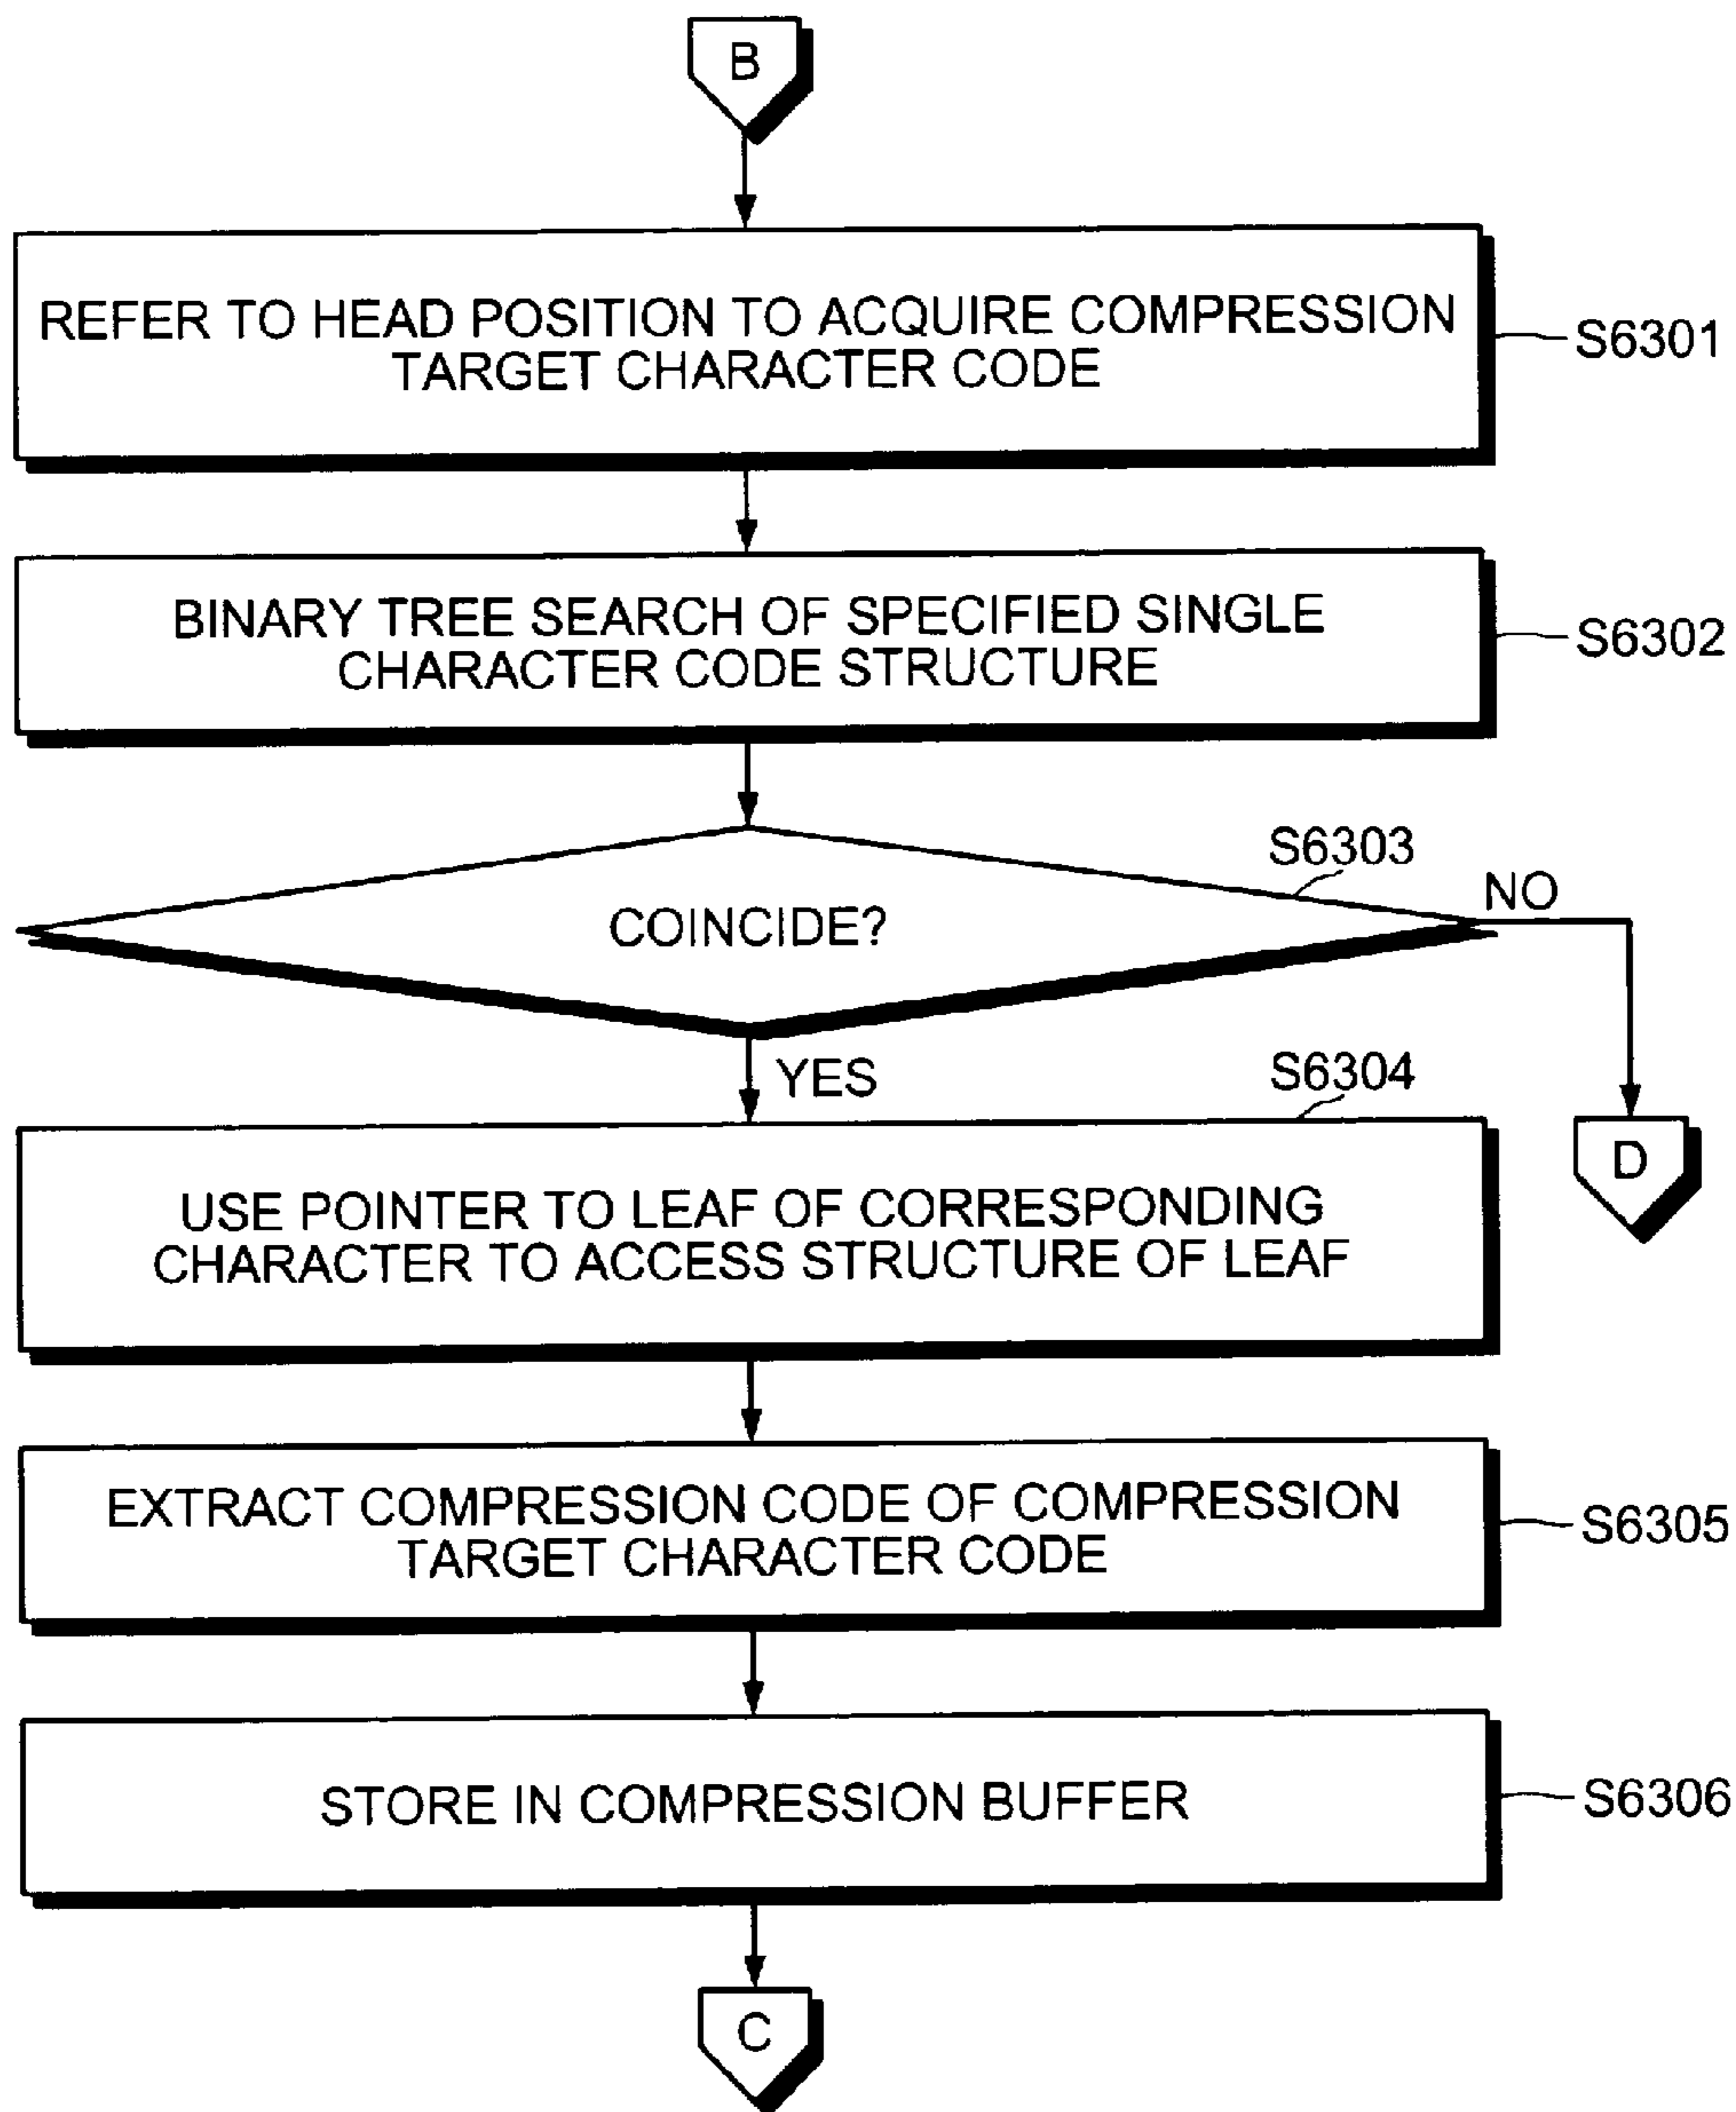 B
REFER TO HEAD POSITION TO ACQUIRE COMPRESSION
TARGET CHARACTER CODE
S6301
BINARY TREE SEARCH OF SPECIFIED SINGLE
CHARACTER CODE STRUCTURE
S6302
S6303
COINCIDE?
NO
YES
S6304
D
USE POINTER TO LEAF OF CORRESPONDING
CHARACTER TO ACCESS STRUCTURE OF LEAF
EXTRACT COMPRESSION CODE OF COMPRESSION
TARGET CHARACTER CODE
S6305
STORE IN COMPRESSION BUFFER
S6306
C